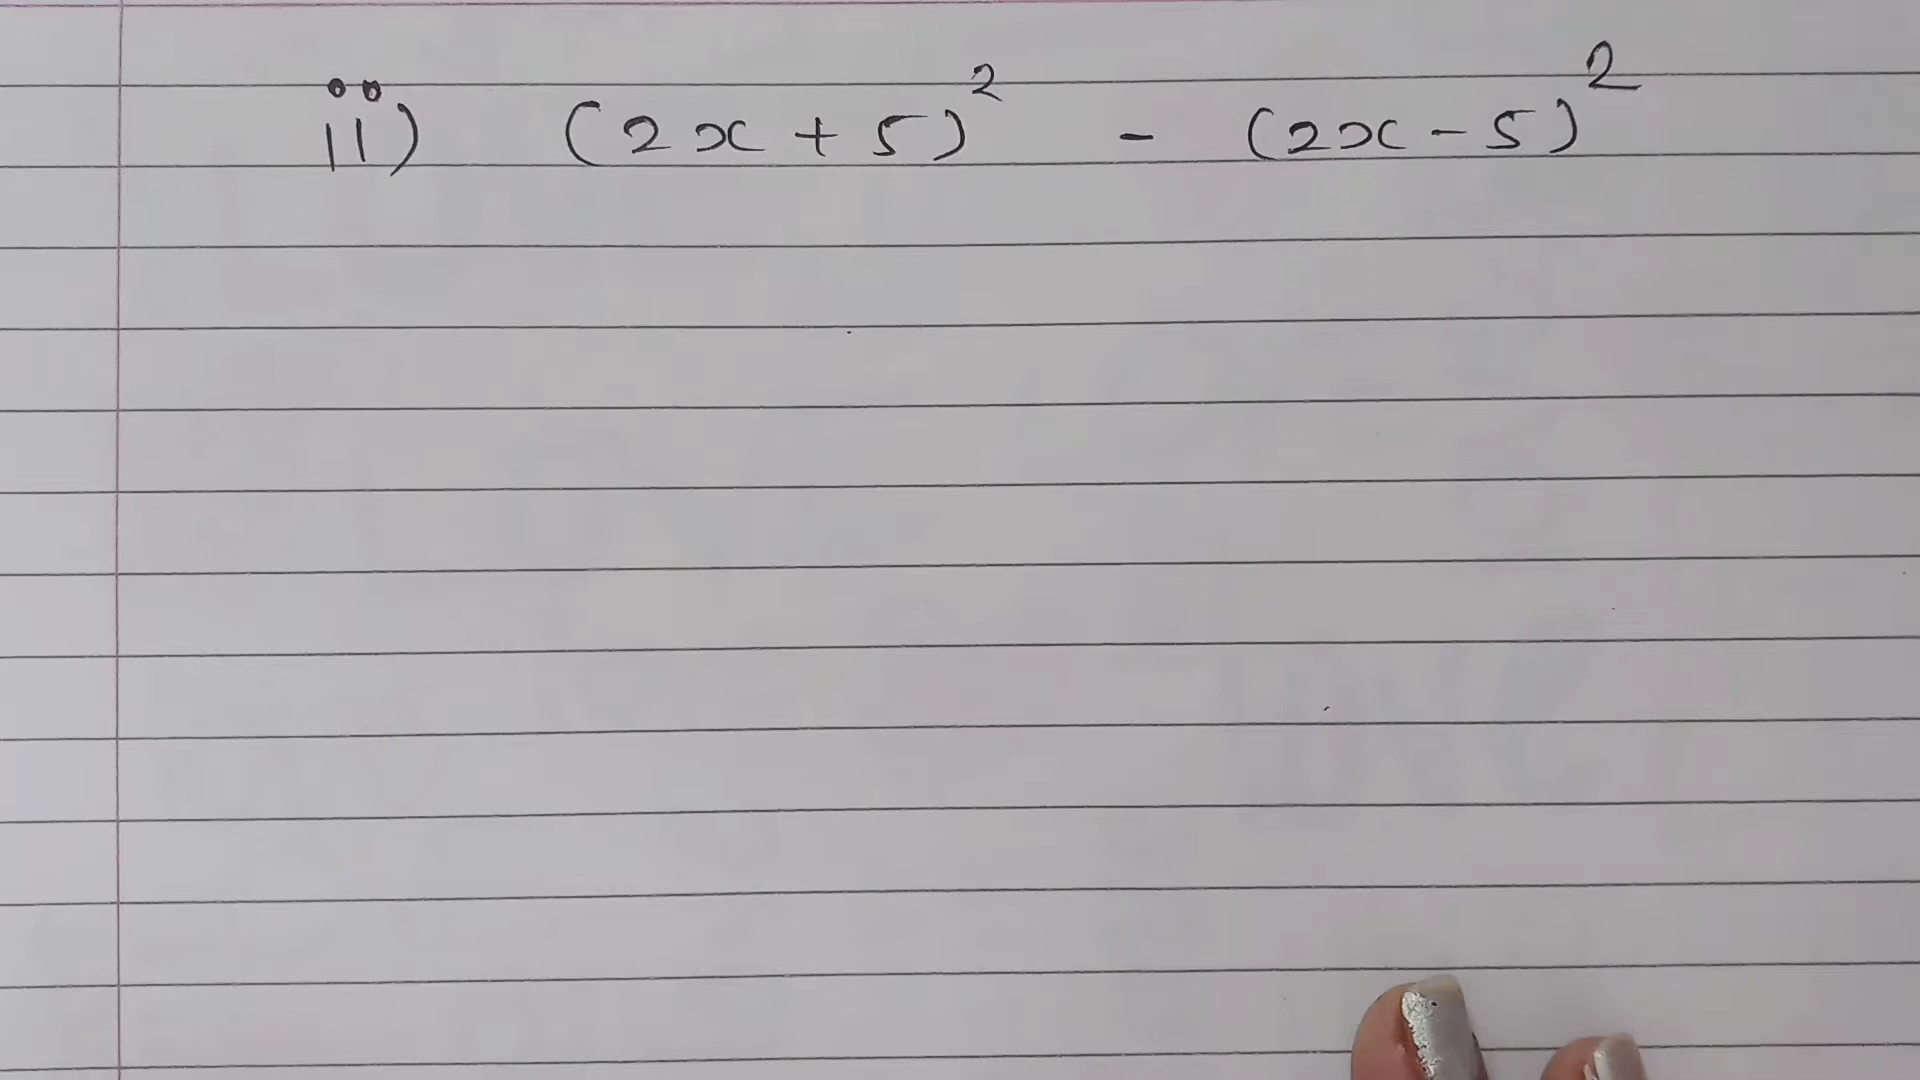 ii) (2x + 5)² - (2x - 5)²